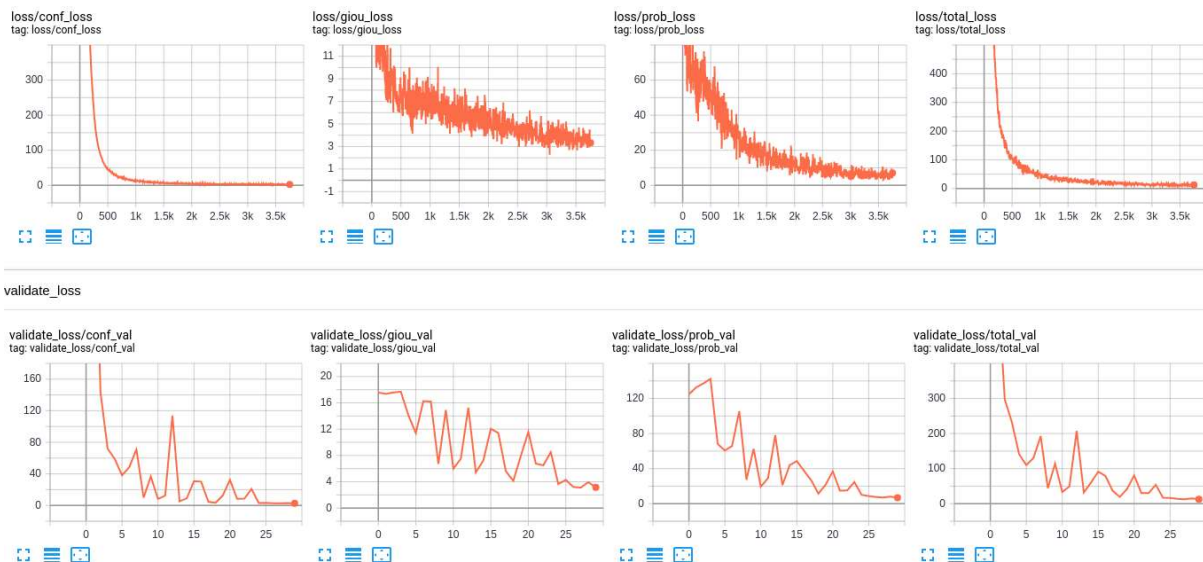 loss/conf_loss
tag: loss/conf_loss
300
200
100
0
0 500 1k 1.5k 2k 2.5k 3k 3.5k
loss/giou_loss
tag: loss/giou_loss
11
9
7
5
3
1
-1
0 500 1k 1.5k 2k 2.5k 3k 3.5k
loss/prob_loss
tag: loss/prob_loss
60
40
20
0
0 500 1k 1.5k 2k 2.5k 3k 3.5k
loss/total_loss
tag: loss/total_loss
400
300
200
100
0
0 500 1k 1.5k 2k 2.5k 3k 3.5k
validate_loss
validate_loss/conf_val
tag: validate_loss/conf_val
160
120
80
40
0
0 5 10 15 20 25
validate_loss/giou_val
tag: validate_loss/giou_val
20
16
12
8
4
0
0 5 10 15 20 25
validate_loss/prob_val
tag: validate_loss/prob_val
120
80
40
0
0 5 10 15 20 25
validate_loss/total_val
tag: validate_loss/total_val
300
200
100
0
0 5 10 15 20 25